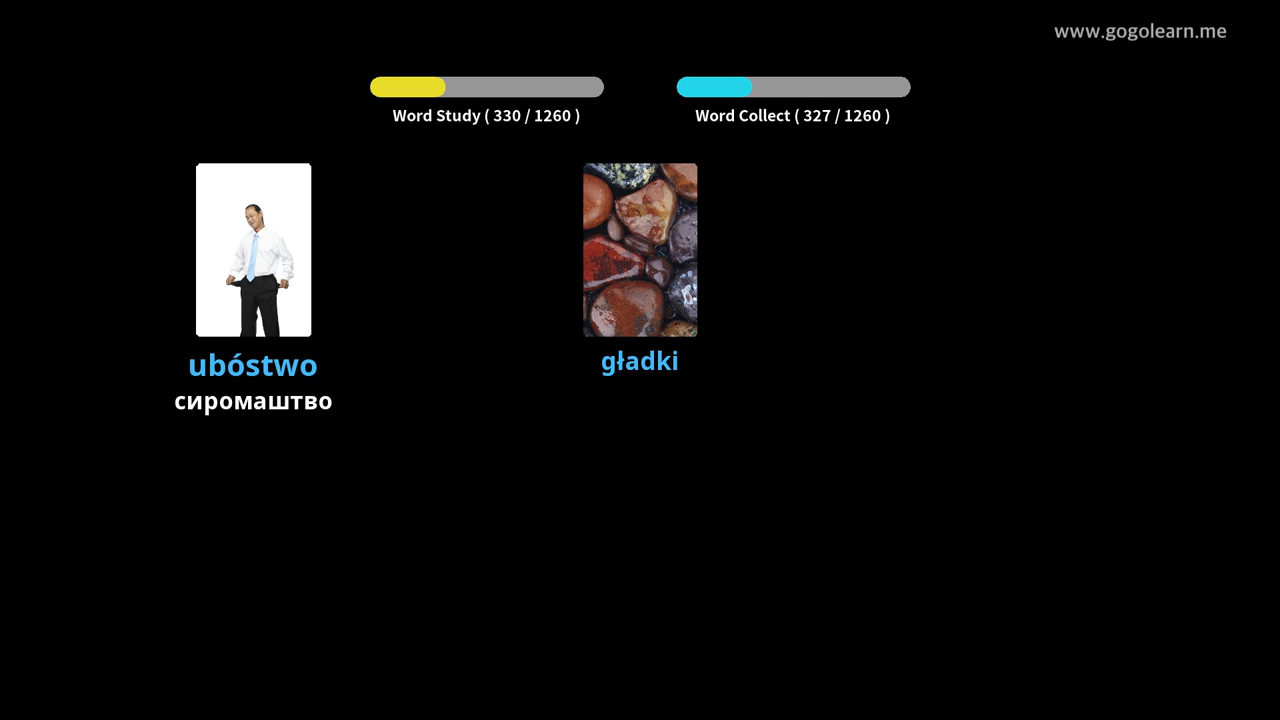 www.gogolearn.me
Word Study ( 330 / 1260 )
Word Collect ( 327 / 1260 )
ubóstwo
сиромаштво
gładki